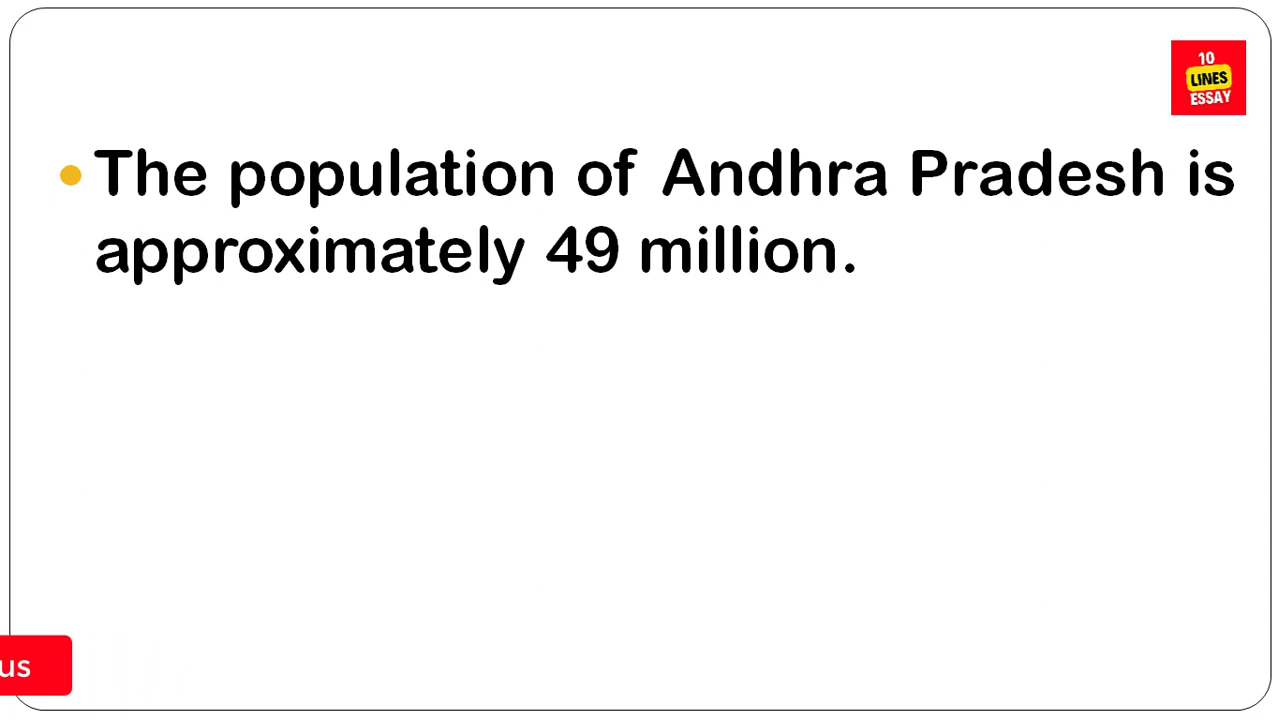 10
LINES
ESSAY
• The population of Andhra Pradesh is
approximately 49 million.
us